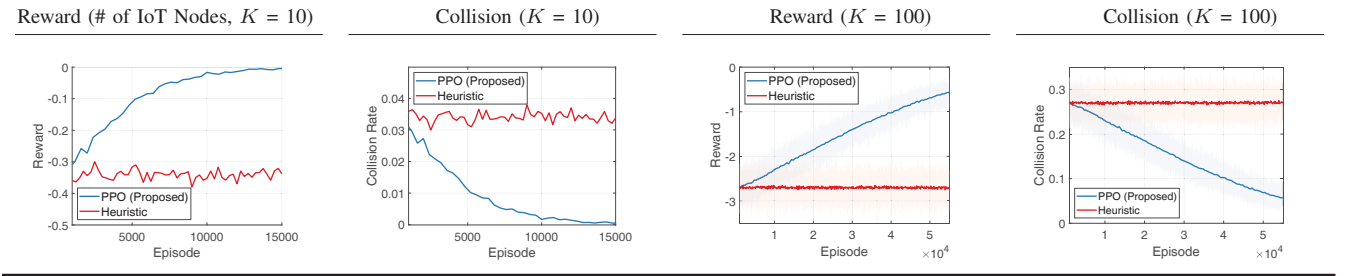 Reward (# of IoT Nodes, K = 10)
Collision (K = 10)
Reward (K = 100)
Collision (K = 100)
0
-0.1
-0.2
-0.3
-0.4
-0.5
Reward
PPO (Proposed)
Heuristic
5000 10000 15000
Episode
0.04
0.03
0.02
0.01
0
Collision Rate
PPO (Proposed)
Heuristic
5000 10000 15000
Episode
0
-1
-2
-3
Reward
PPO (Proposed)
Heuristic
1 2 3 4 5
Episode
×10⁴
0.3
0.2
0.1
0
Collision Rate
PPO (Proposed)
Heuristic
1 2 3 4 5
Episode
×10⁴